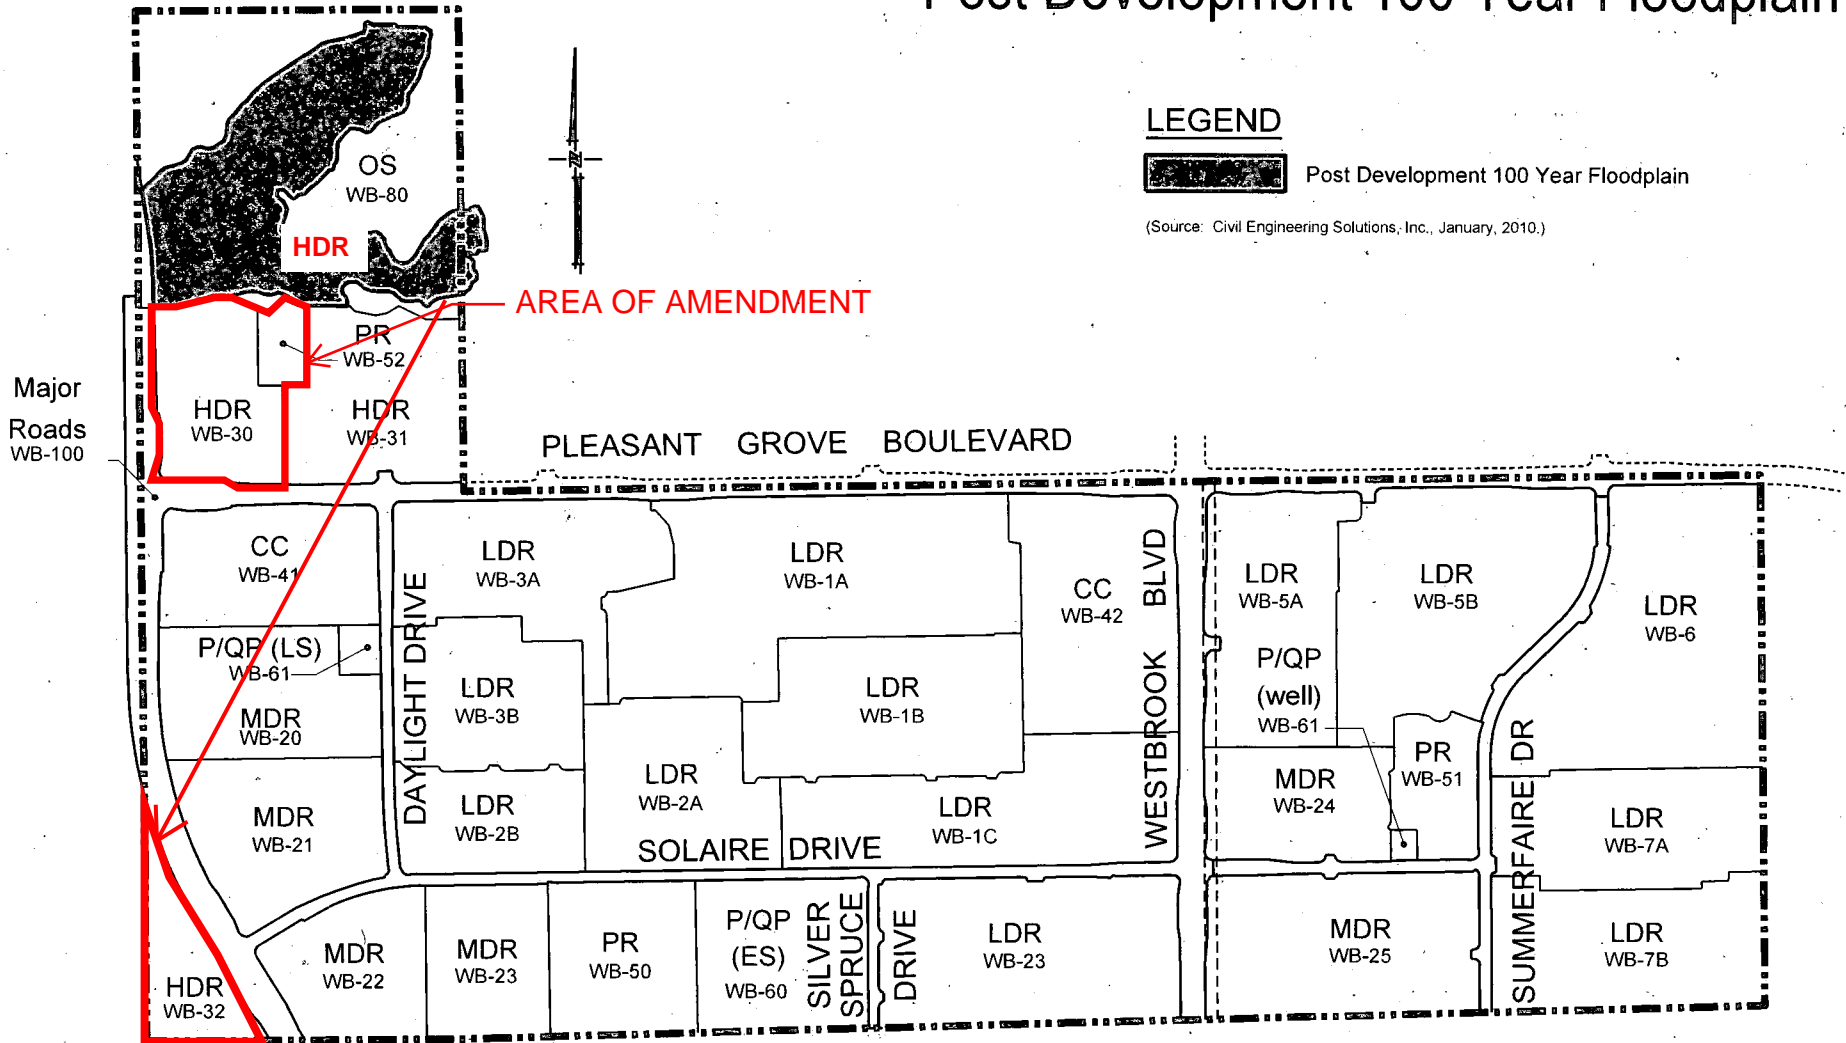 Post Development 100 Year Floodplain
LEGEND
Post Development 100 Year Floodplain
(Source: Civil Engineering Solutions, Inc., January, 2010.)
N
OS
WB-80
HDR
AREA OF AMENDMENT
PR
WB-52
Major
Roads
WB-100
HDR
WB-30
HDR
WB-31
PLEASANT GROVE BOULEVARD
CC
WB-41
LDR
WB-3A
LDR
WB-1A
CC
WB-42
WESTBROOK BLVD
LDR
WB-5A
LDR
WB-5B
LDR
WB-6
DAYLIGHT DRIVE
P/QP (LS)
WB-61
MDR
WB-20
LDR
WB-3B
LDR
WB-1B
P/QP
(well)
WB-61
PR
WB-51
SUMMERFAIRE DR
MDR
WB-21
LDR
WB-2B
LDR
WB-2A
LDR
WB-1C
MDR
WB-24
LDR
WB-7A
SOLAIRE DRIVE
HDR
WB-32
MDR
WB-22
MDR
WB-23
PR
WB-50
P/QP
(ES)
WB-60
SILVER
SPRUCE
DRIVE
LDR
WB-23
MDR
WB-25
LDR
WB-7B